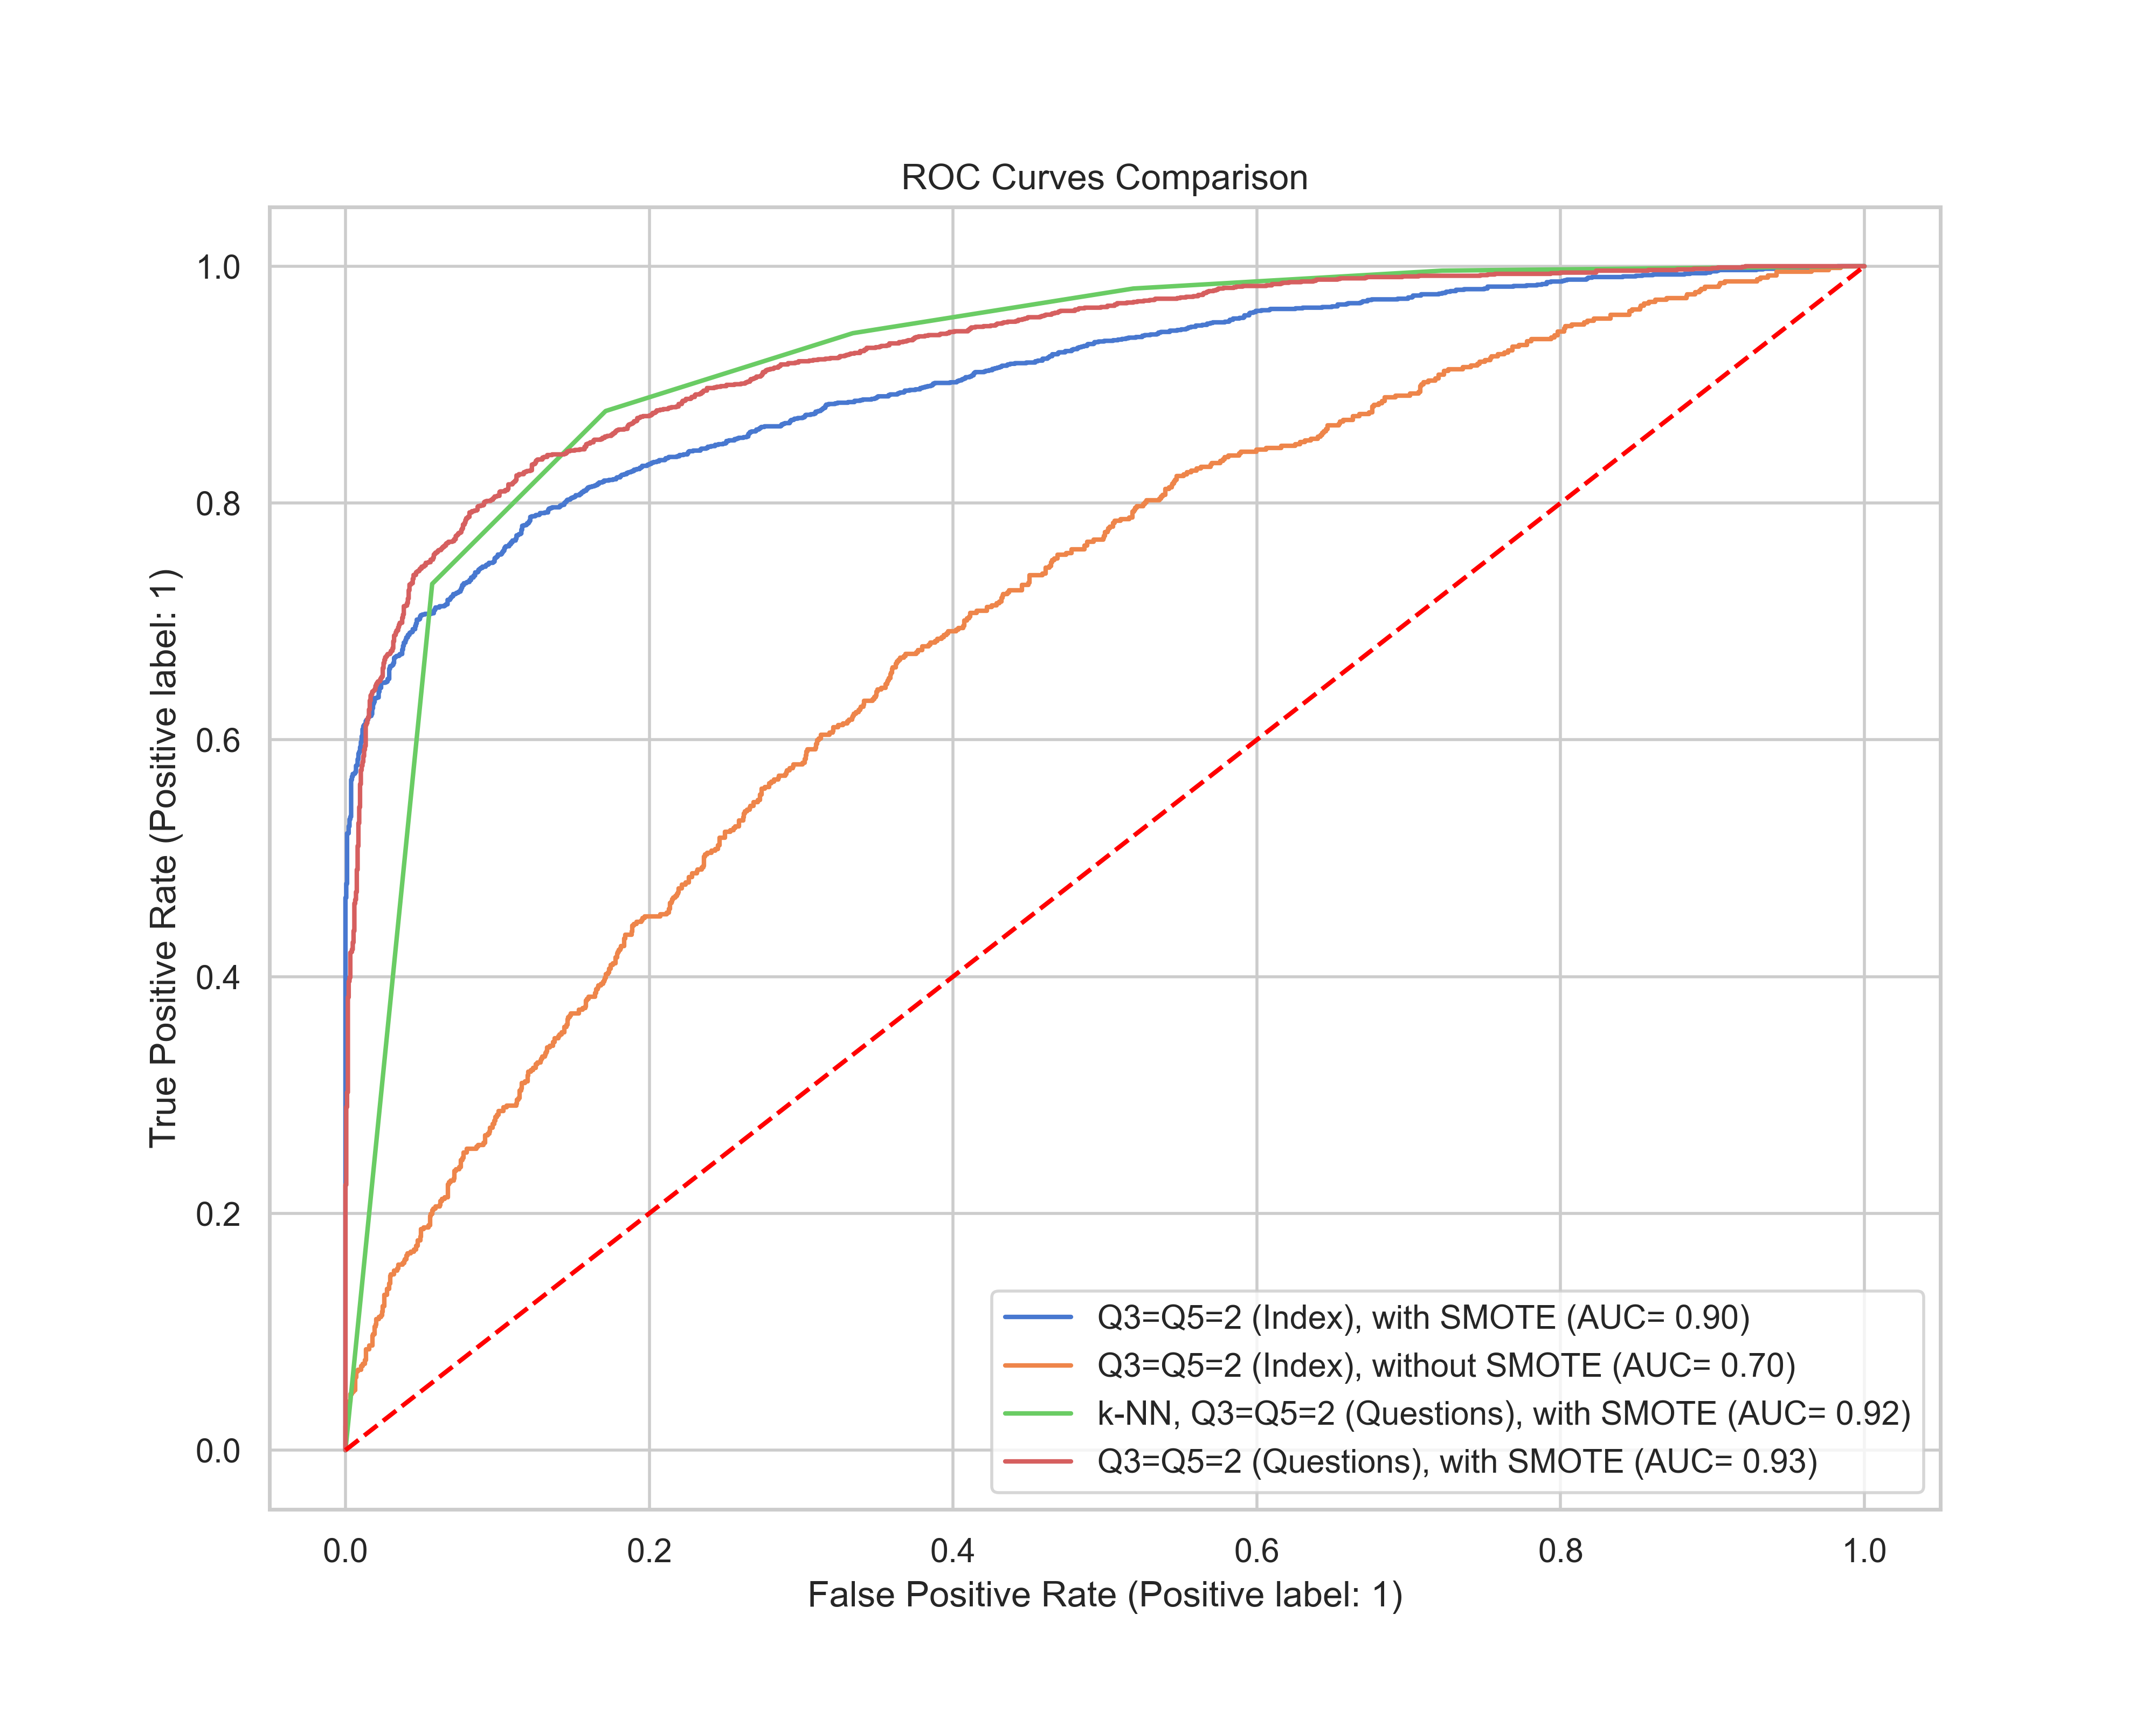 ROC Curves Comparison
1.0
0.8
0.6
0.4
0.2
0.0
True Positive Rate (Positive label: 1)
Q3=Q5=2 (Index), with SMOTE (AUC= 0.90)
Q3=Q5=2 (Index), without SMOTE (AUC= 0.70)
k-NN, Q3=Q5=2 (Questions), with SMOTE (AUC= 0.92)
Q3=Q5=2 (Questions), with SMOTE (AUC= 0.93)
0.0 0.2 0.4 0.6 0.8 1.0
False Positive Rate (Positive label: 1)